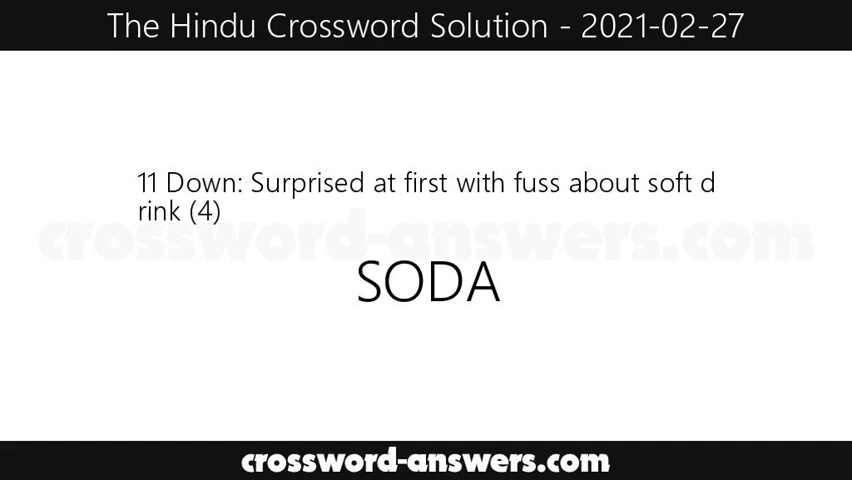 The Hindu Crossword Solution - 2021-02-27
11 Down: Surprised at first with fuss about soft d
rink (4)
crossword-answers.com
SODA
crossword-answers.com